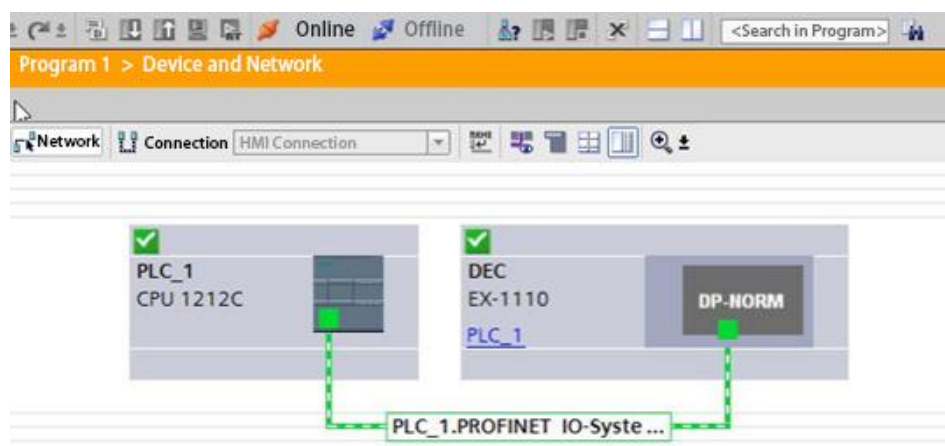 Online Offline <Search in Program>
Program 1 > Device and Network
Network Connection HMI Connection
PLC_1
CPU 1212C
DEC
EX-1110
PLC_1
DP-NORM
PLC_1.PROFINET IO-Syste ...